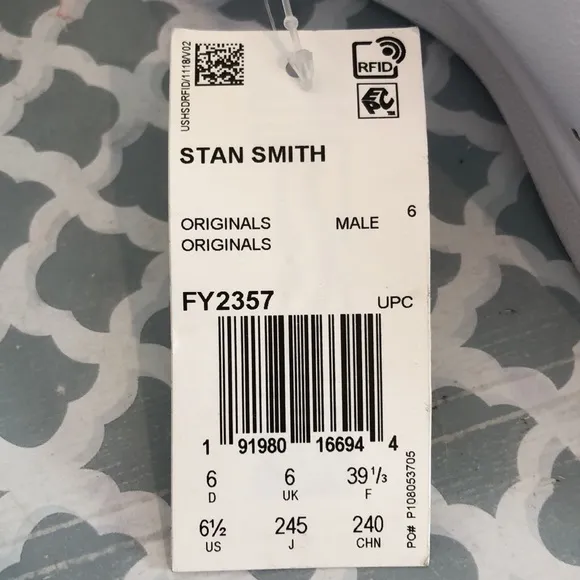 USHSDRFID/1118/V02
RFID
EPC
STAN SMITH
ORIGINALS MALE 6
ORIGINALS
FY2357 UPC
1 91980 16694 4
6 6 39 1/3
D UK F
6½ 245 240
US J CHN
PO# P108053705